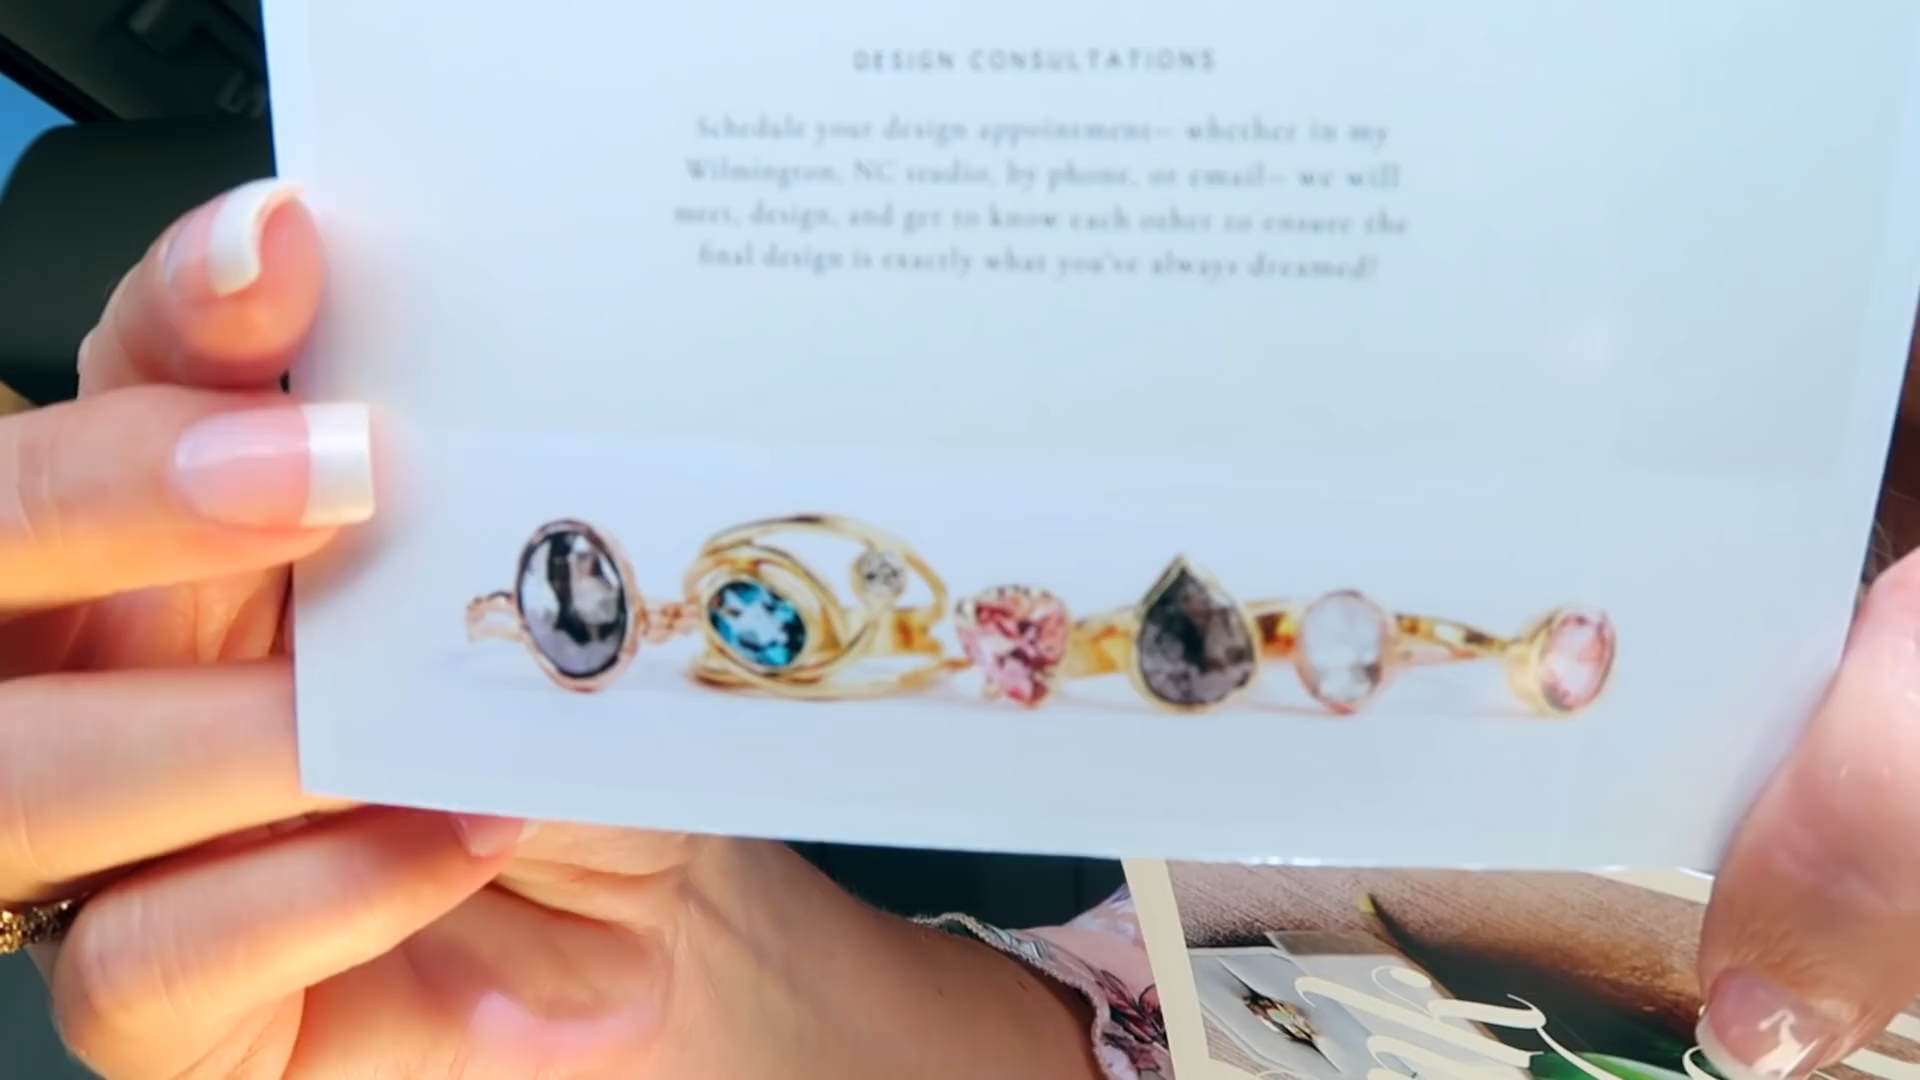 DESIGN CONSULTATIONS
Schedule your design appointment– whether in my
Wilmington, NC studio, by phone, or email– we will
meet, design, and get to know each other to ensure the
final design is exactly what you've always dreamed!